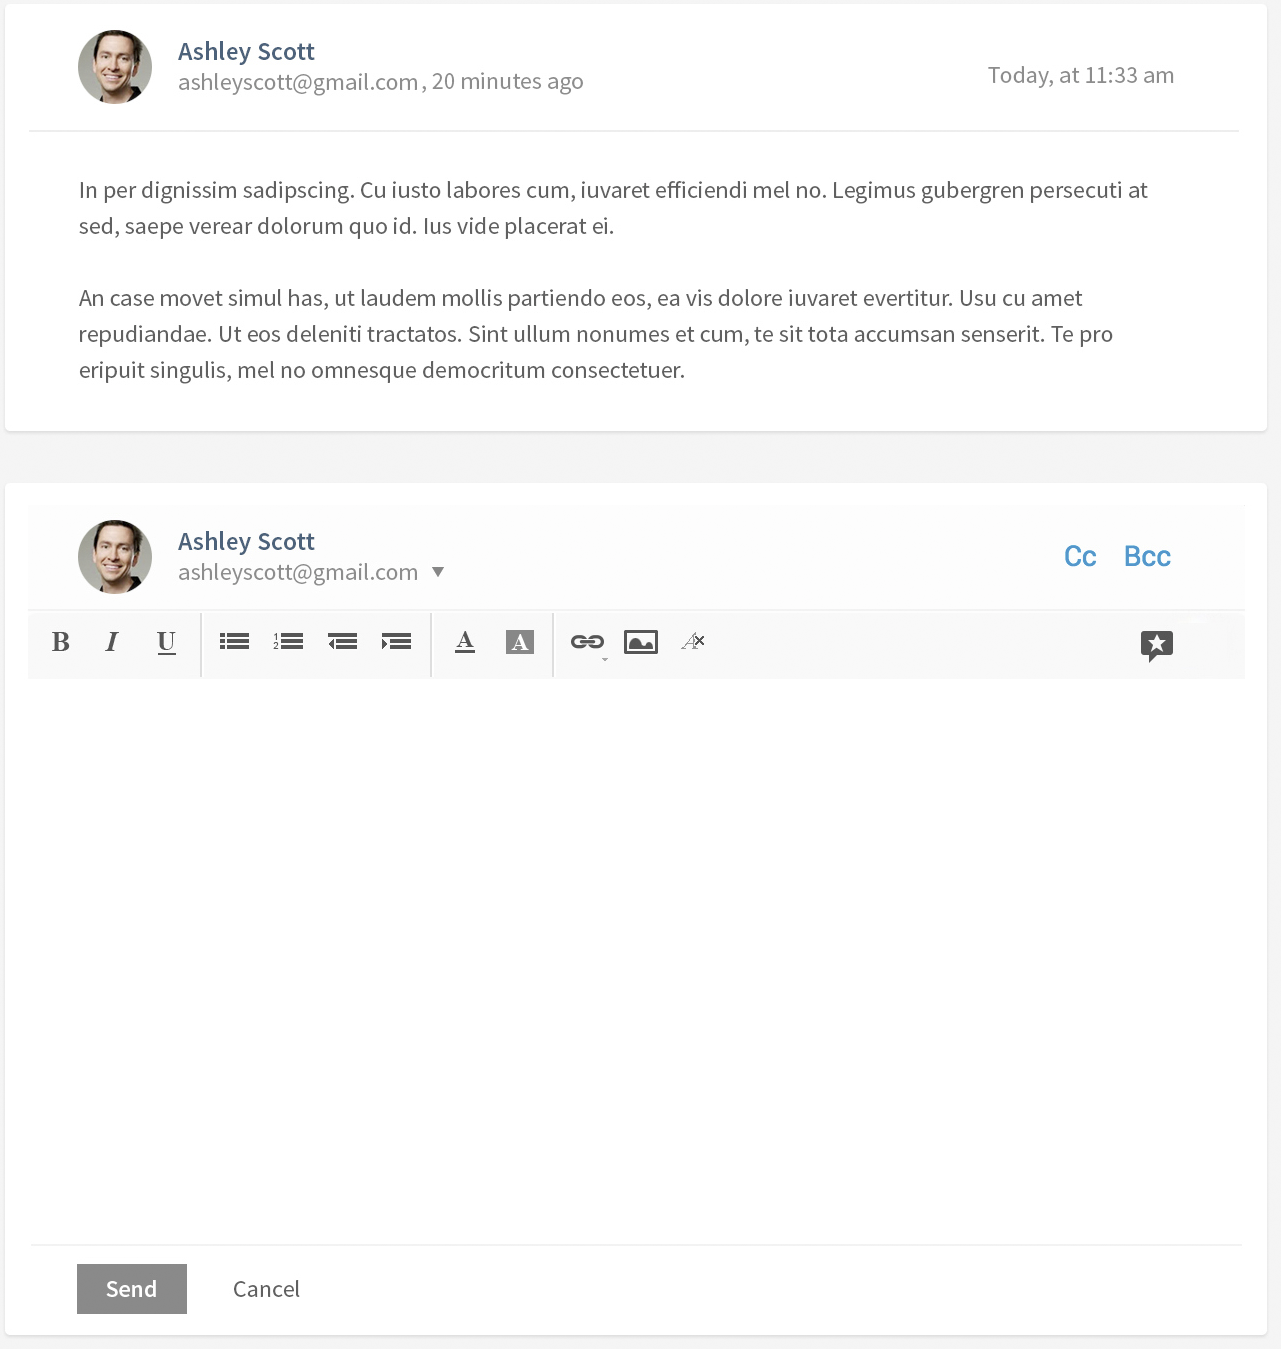 Ashley Scott
ashleyscott@gmail.com, 20 minutes ago
Today, at 11:33 am
In per dignissim sadipscing. Cu iusto labores cum, iuvaret efficiendi mel no. Legimus gubergren persecuti at
sed, saepe verear dolorum quo id. Ius vide placerat ei.
An case movet simul has, ut laudem mollis partiendo eos, ea vis dolore iuvaret evertitur. Usu cu amet
repudiandae. Ut eos deleniti tractatos. Sint ullum nonumes et cum, te sit tota accumsan senserit. Te pro
eripuit singulis, mel no omnesque democritum consectetuer.
Ashley Scott
ashleyscott@gmail.com
Cc Bcc
B I U 1 2 A A A
Send Cancel